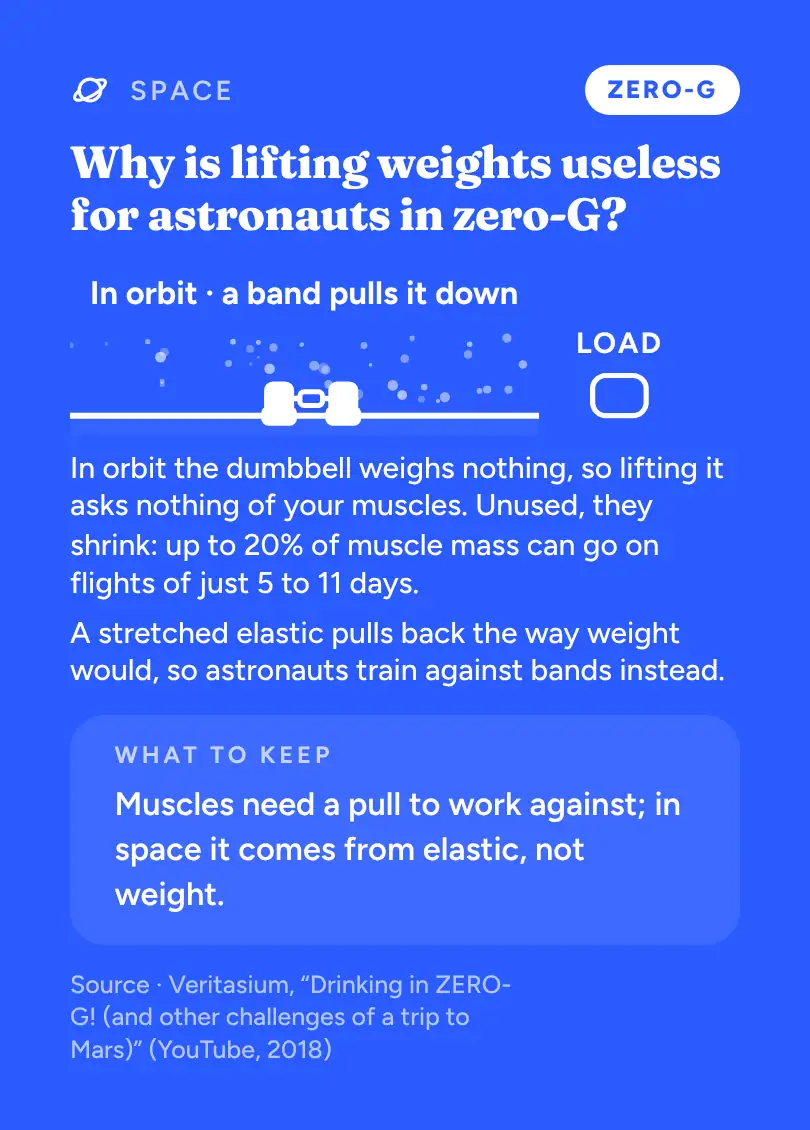 SPACE
ZERO-G
Why is lifting weights useless
for astronauts in zero-G?
In orbit · a band pulls it down
LOAD
In orbit the dumbbell weighs nothing, so lifting it
asks nothing of your muscles. Unused, they
shrink: up to 20% of muscle mass can go on
flights of just 5 to 11 days.
A stretched elastic pulls back the way weight
would, so astronauts train against bands instead.
WHAT TO KEEP
Muscles need a pull to work against; in
space it comes from elastic, not
weight.
Source · Veritasium, “Drinking in ZERO-
G! (and other challenges of a trip to
Mars)” (YouTube, 2018)